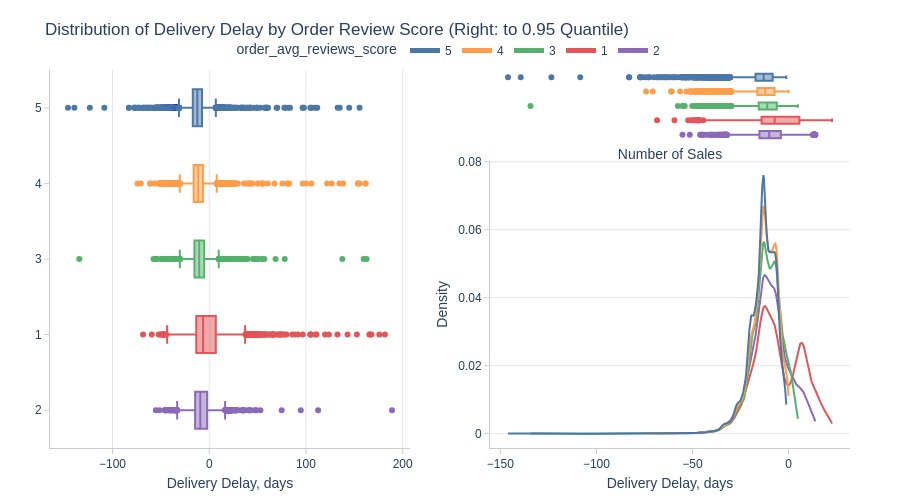 Distribution of Delivery Delay by Order Review Score (Right: to 0.95 Quantile)
order_avg_reviews_score 5 4 3 1 2
5
4
3
1
2
−100 0 100 200
Delivery Delay, days
Number of Sales
0.08
0.06
0.04
0.02
0
Density
−150 −100 −50 0
Delivery Delay, days